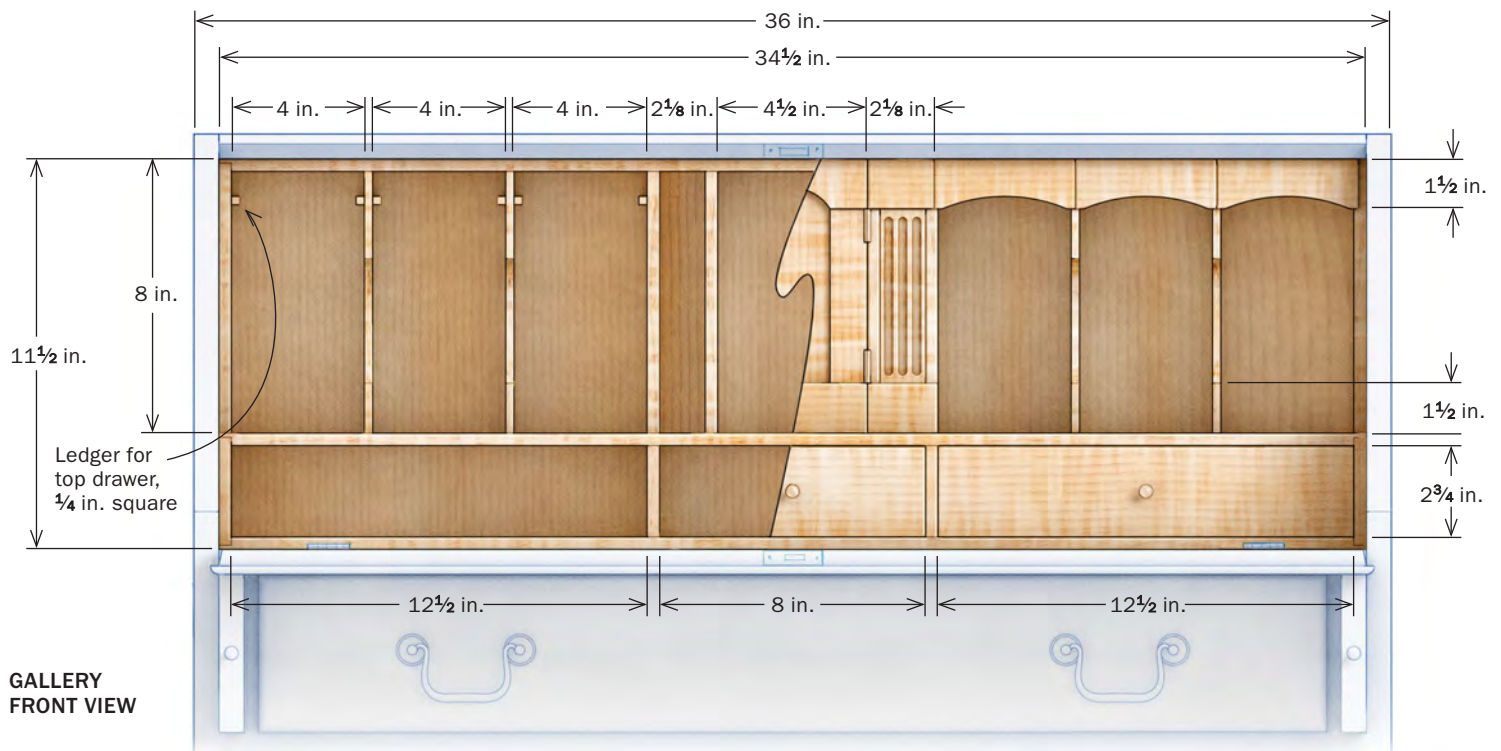 36 in.
34½ in.
4 in.
4 in.
4 in.
2⅛ in.
4½ in.
2⅛ in.
1½ in.
8 in.
11½ in.
1½ in.
Ledger for
top drawer,
¼ in. square
2¾ in.
12½ in.
8 in.
12½ in.
GALLERY
FRONT VIEW